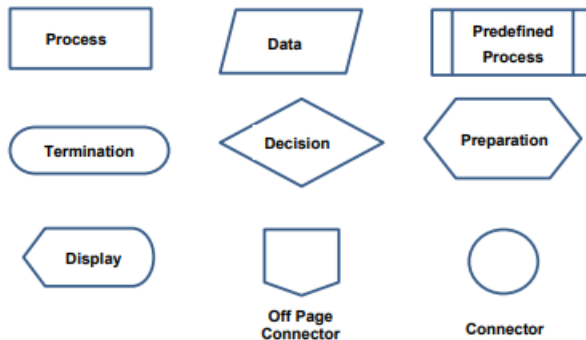 Process
Data
Predefined
Process
Termination
Decision
Preparation
Display
Off Page
Connector
Connector